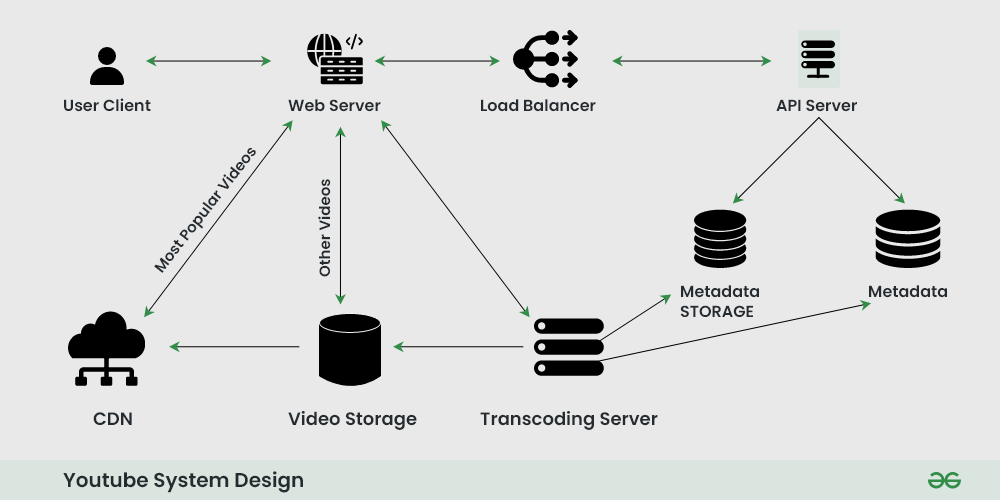 </>
User Client
Web Server
Load Balancer
API Server
Most Popular Videos
Other Videos
Metadata
STORAGE
Metadata
CDN
Video Storage
Transcoding Server
Youtube System Design